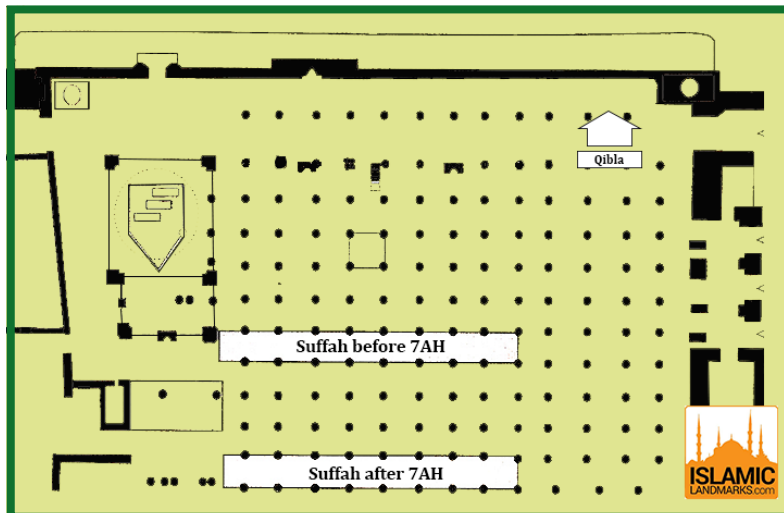 Qibla
Suffah before 7AH
Suffah after 7AH
ISLAMIC
LANDMARKS.com